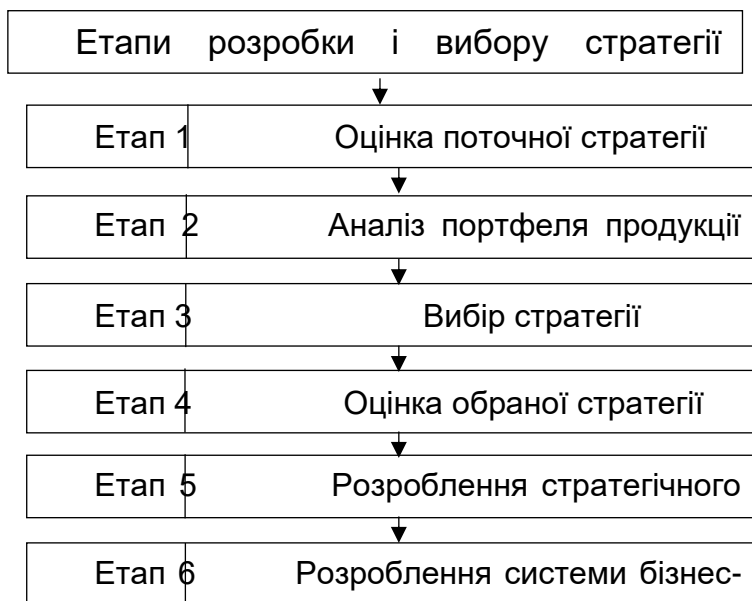 Етапи розробки і вибору стратегії
Етап 1 Оцінка поточної стратегії
Етап 2 Аналіз портфеля продукції
Етап 3 Вибір стратегії
Етап 4 Оцінка обраної стратегії
Етап 5 Розроблення стратегічного
Етап 6 Розроблення системи бізнес-